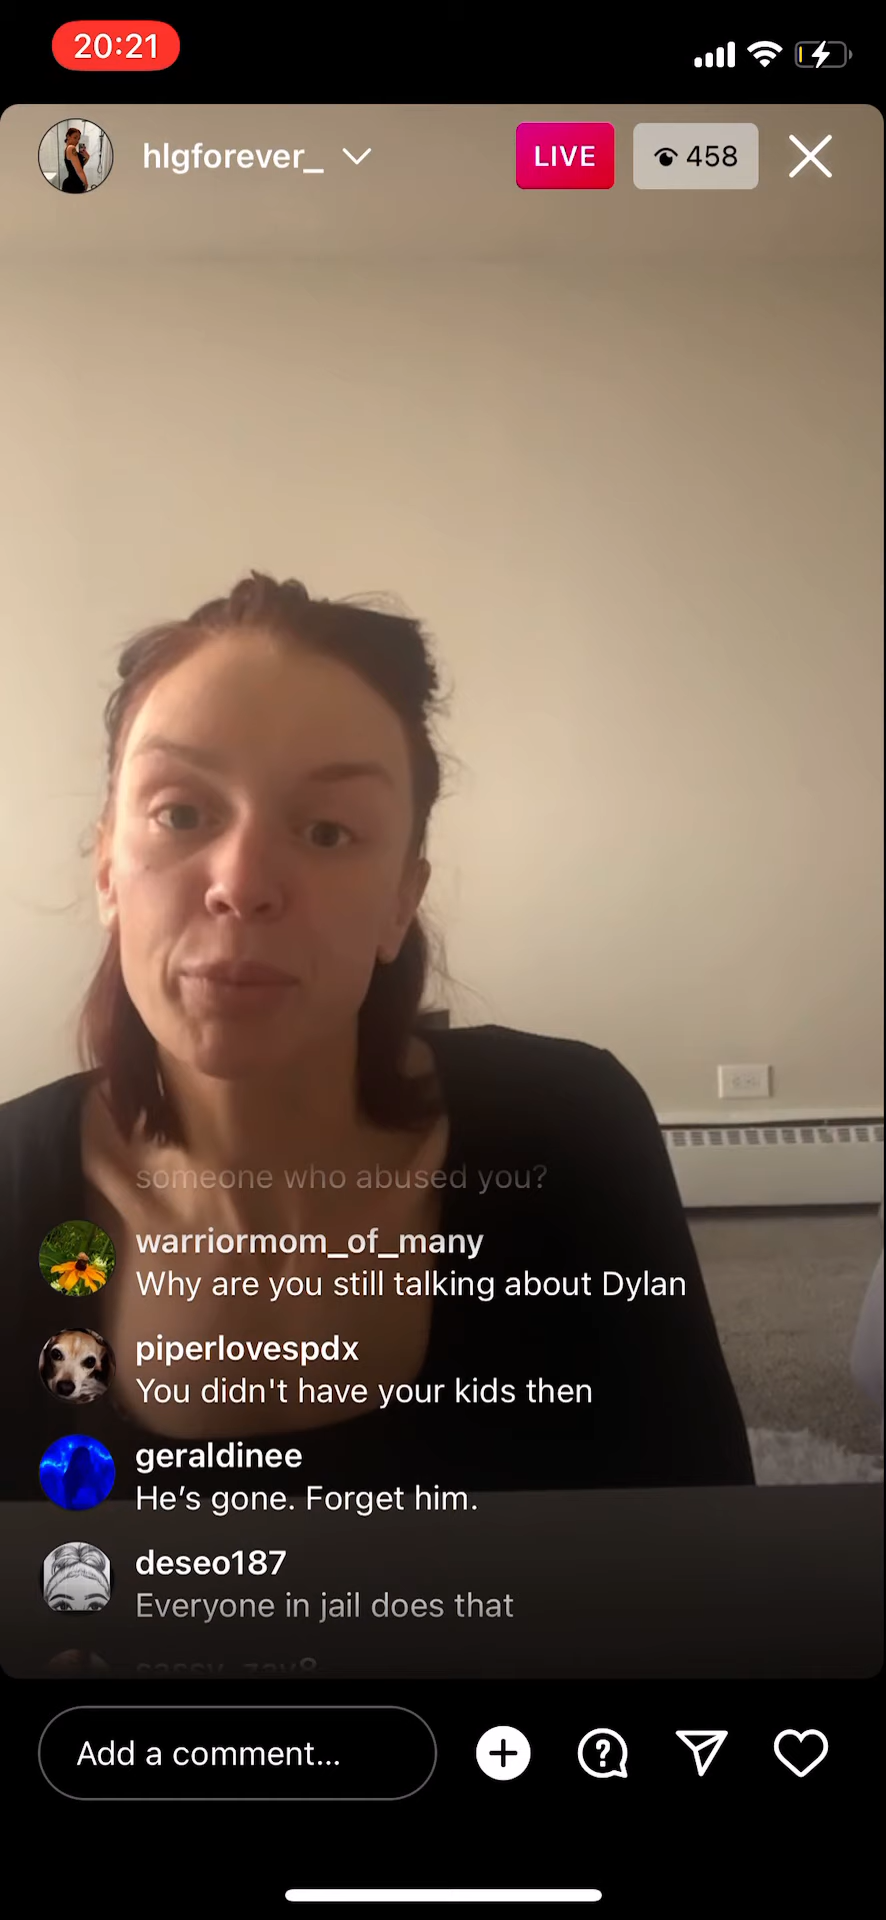 20:21
hlgforever_
LIVE
458
someone who abused you?
warriormom_of_many
Why are you still talking about Dylan
piperlovespdx
You didn't have your kids then
geraldinee
He’s gone. Forget him.
deseo187
Everyone in jail does that
Add a comment...